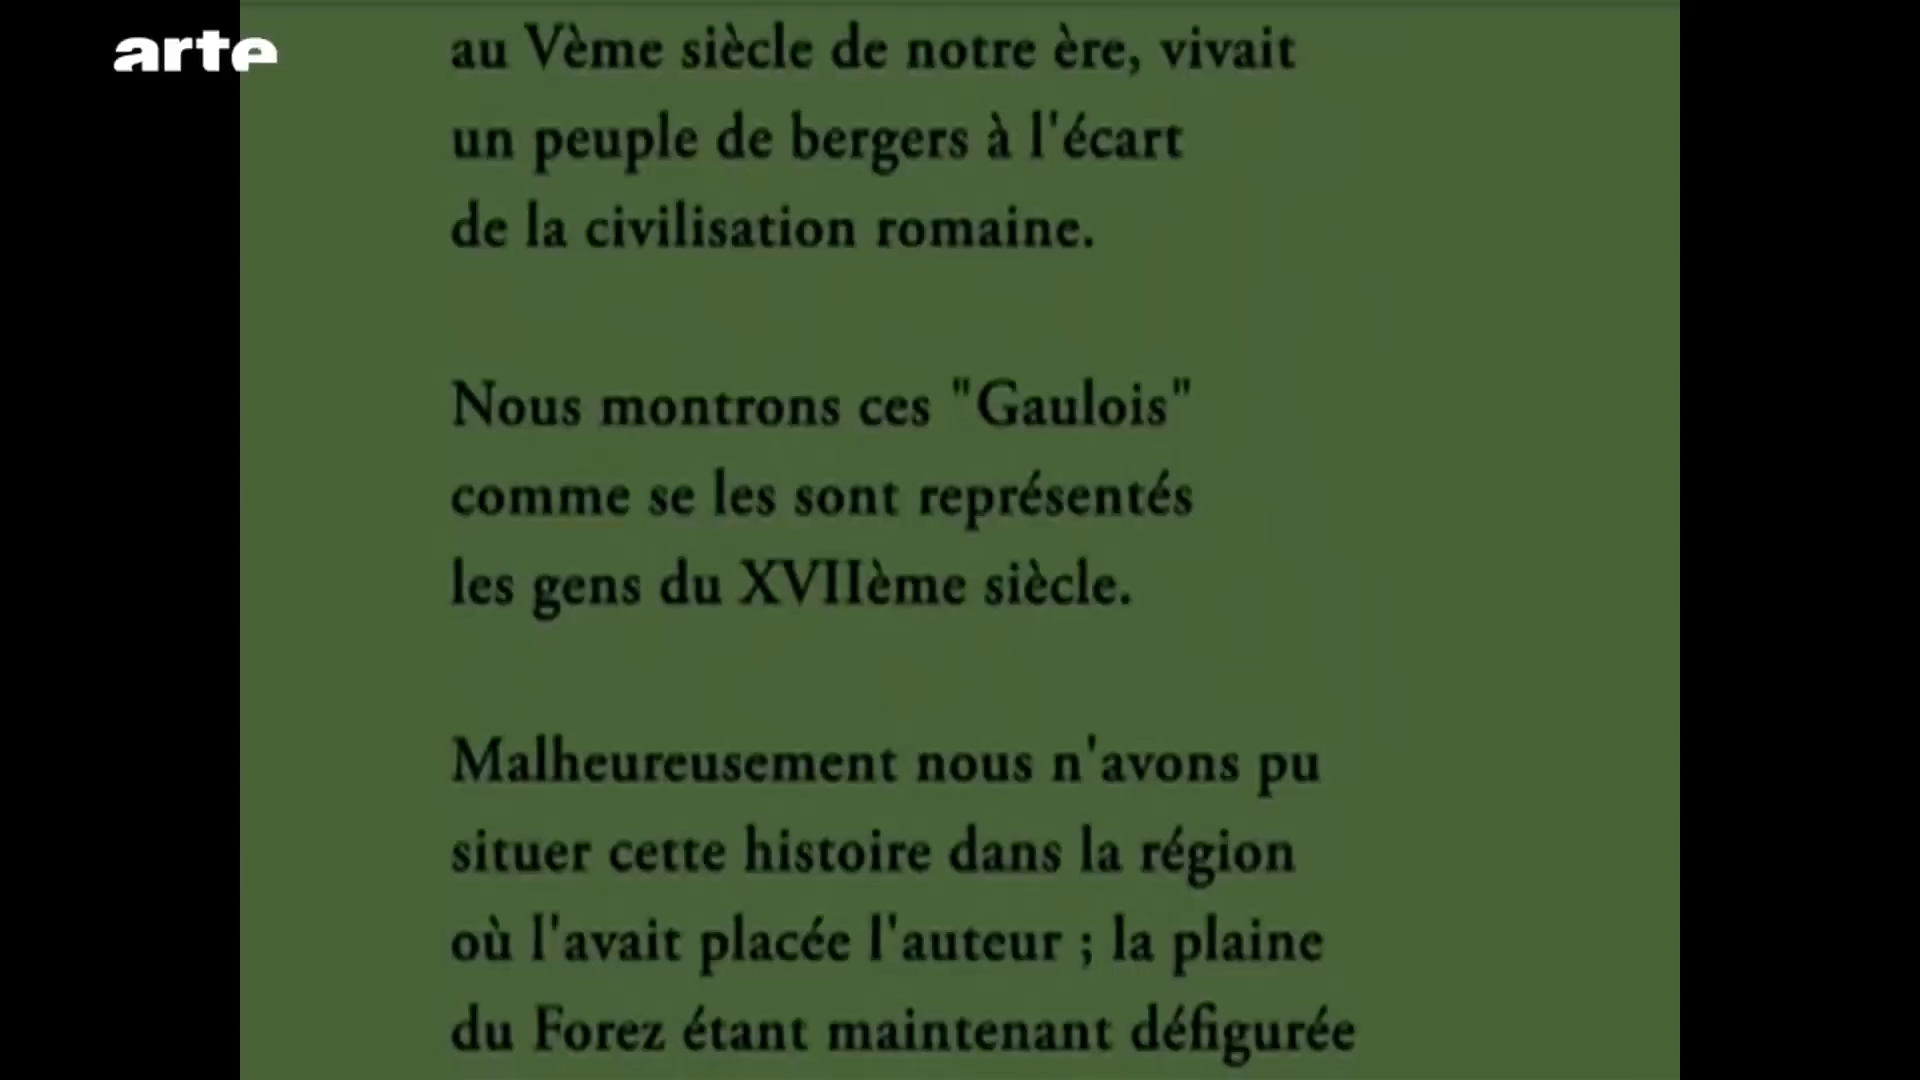 arte
au Vème siècle de notre ère, vivait
un peuple de bergers à l'écart
de la civilisation romaine.
Nous montrons ces "Gaulois"
comme se les sont représentés
les gens du XVIIème siècle.
Malheureusement nous n'avons pu
situer cette histoire dans la région
où l'avait placée l'auteur ; la plaine
du Forez étant maintenant défigurée